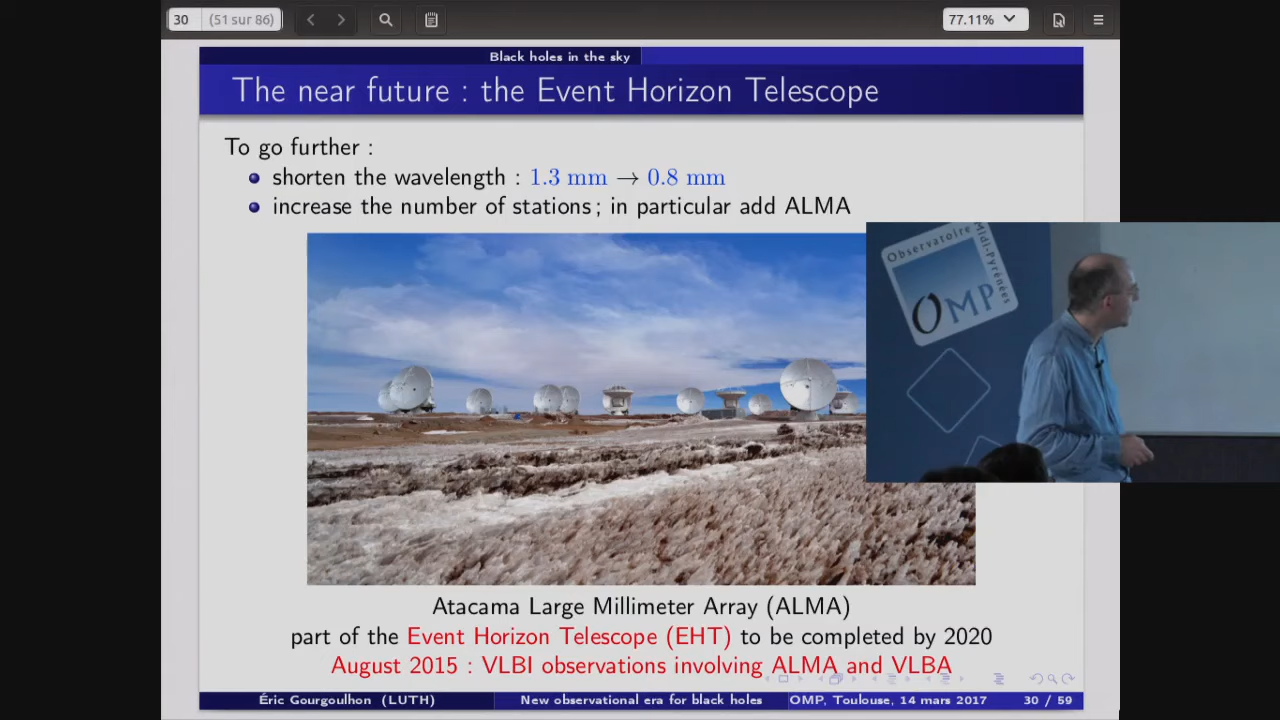 30 (51 sur 86)
77.11%
Black holes in the sky
The near future : the Event Horizon Telescope
To go further :
shorten the wavelength : 1.3 mm → 0.8 mm
increase the number of stations ; in particular add ALMA
Observatoire Midi-Pyrénées
OMP
Atacama Large Millimeter Array (ALMA)
part of the Event Horizon Telescope (EHT) to be completed by 2020
August 2015 : VLBI observations involving ALMA and VLBA
Éric Gourgoulhon (LUTH) New observational era for black holes OMP, Toulouse, 14 mars 2017 30 / 59